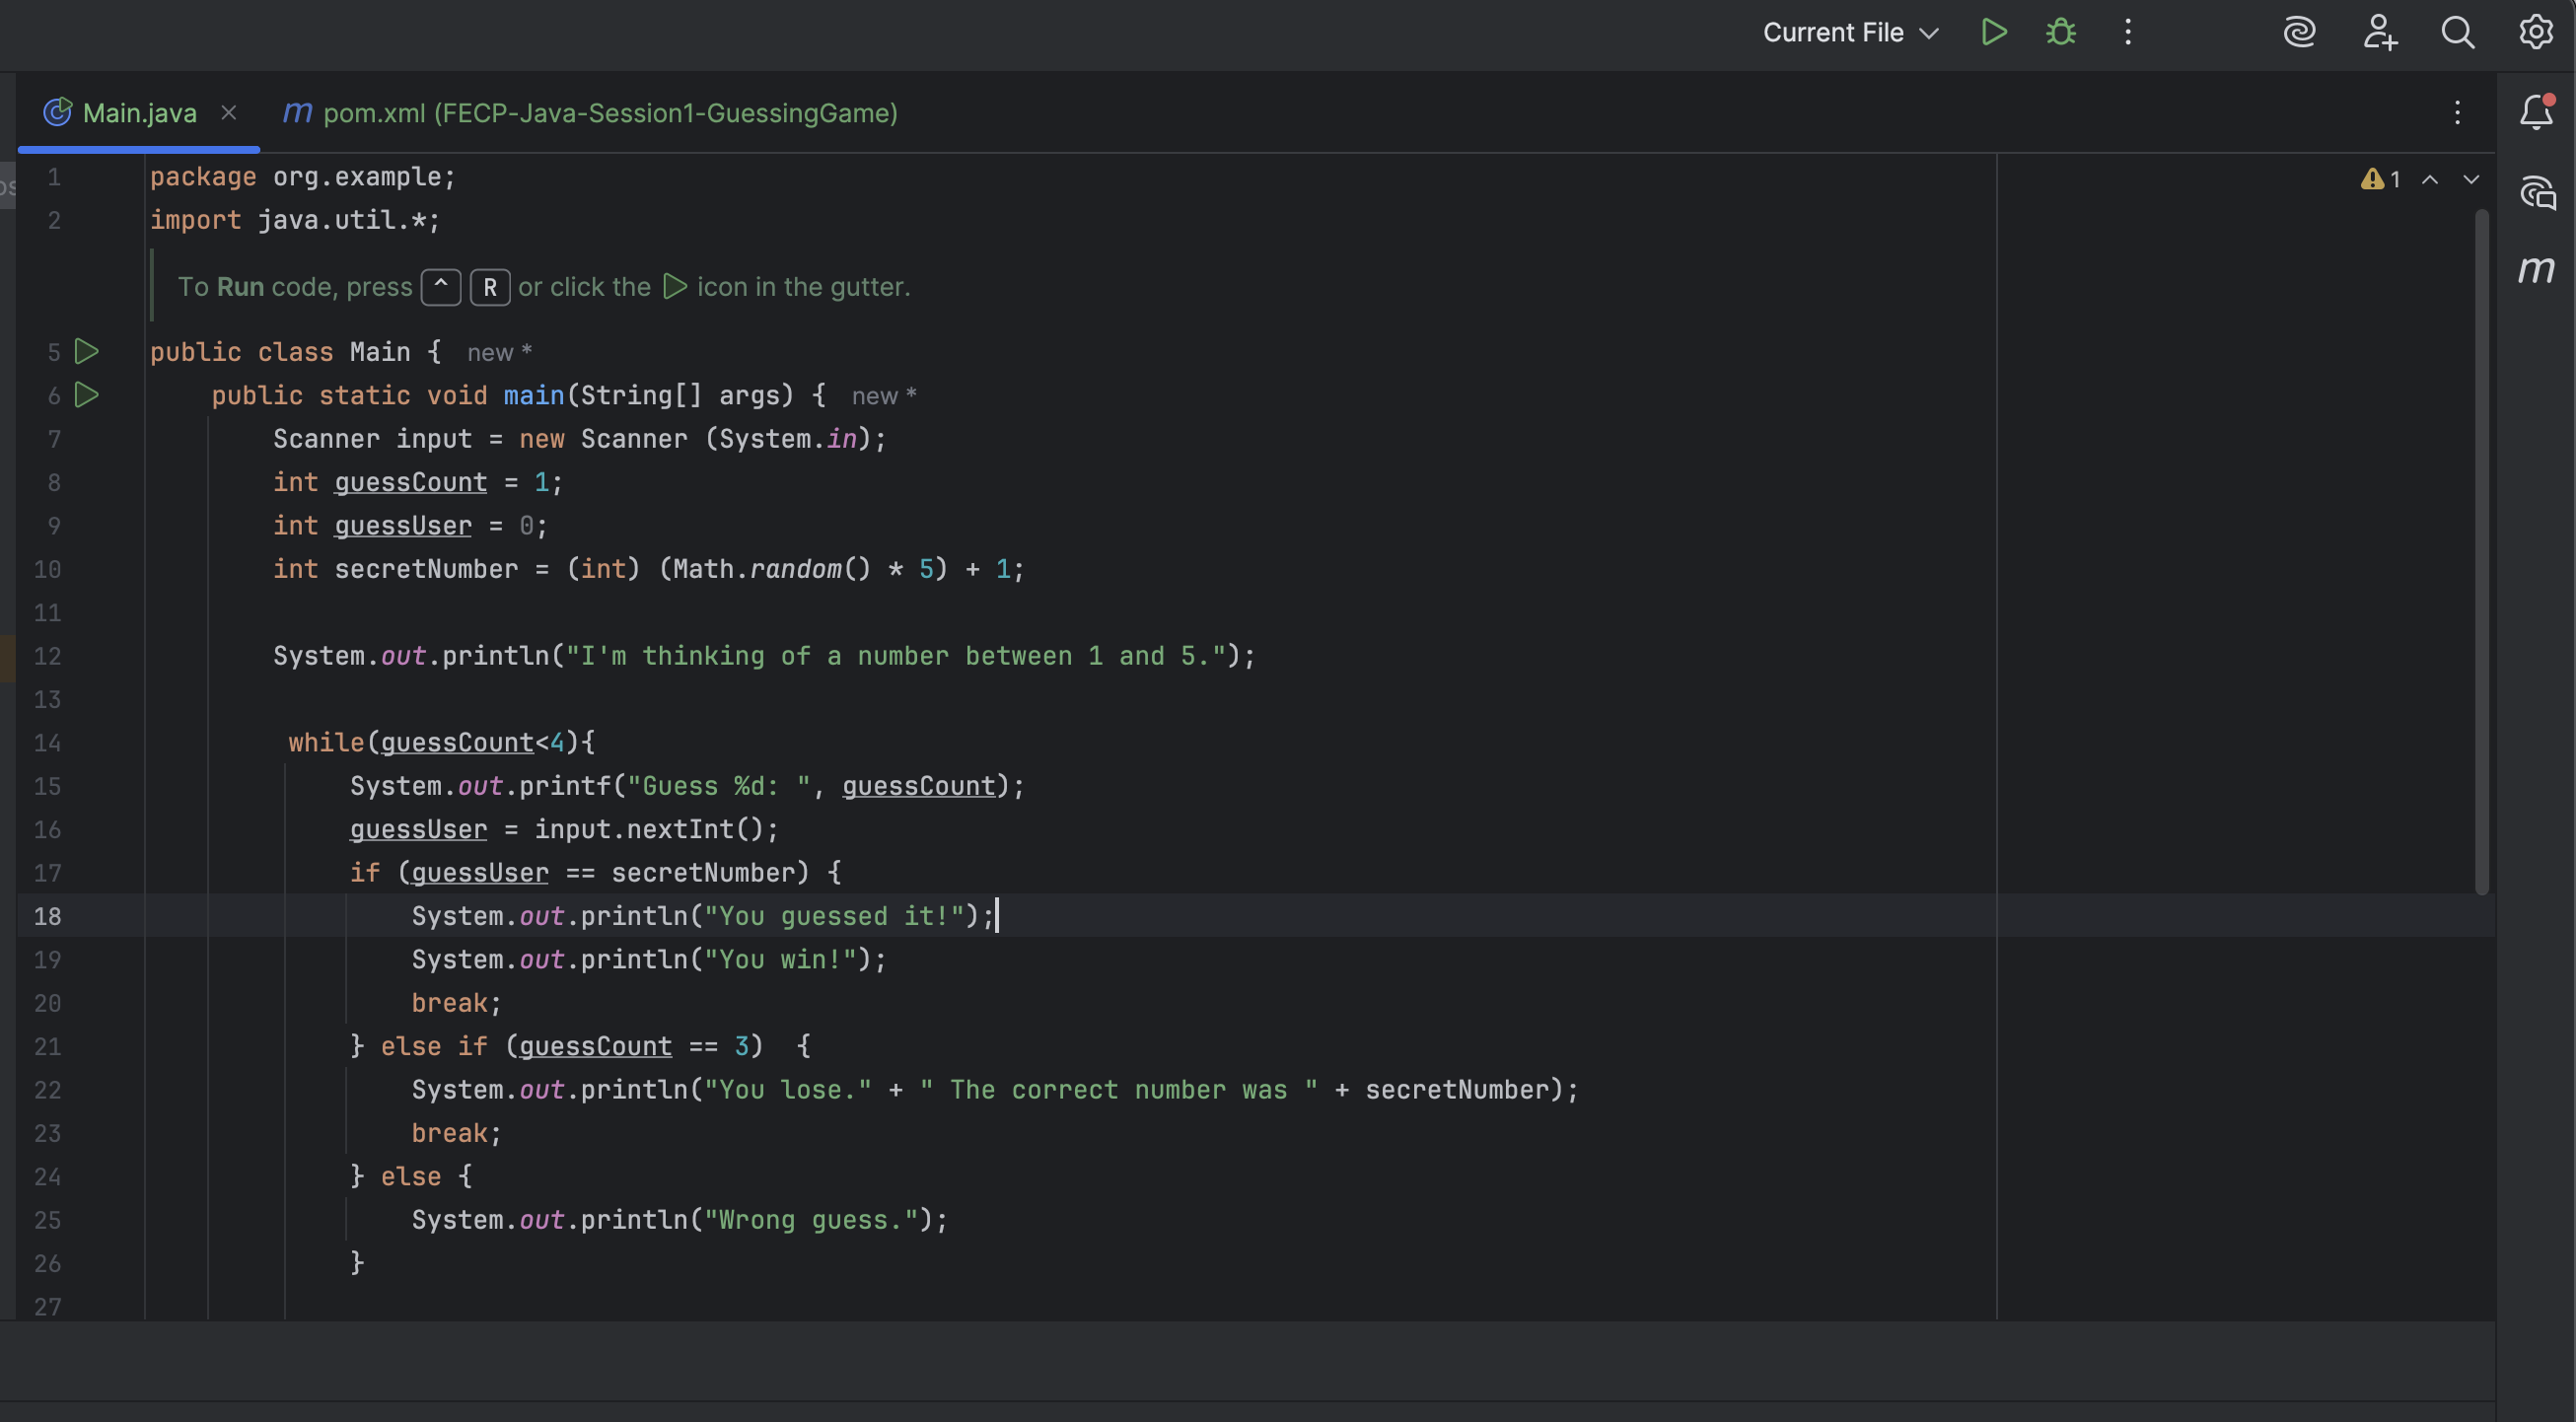 Current File
Main.java
pom.xml (FECP-Java-Session1-GuessingGame)
1 package org.example;
1
2 import java.util.*;
To Run code, press ^ R or click the icon in the gutter.
5 public class Main { new *
6 public static void main(String[] args) { new *
7 Scanner input = new Scanner (System.in);
8 int guessCount = 1;
9 int guessUser = 0;
10 int secretNumber = (int) (Math.random() * 5) + 1;
11
12 System.out.println("I'm thinking of a number between 1 and 5.");
13
14 while(guessCount<4){
15 System.out.printf("Guess %d: ", guessCount);
16 guessUser = input.nextInt();
17 if (guessUser == secretNumber) {
18 System.out.println("You guessed it!");
19 System.out.println("You win!");
20 break;
21 } else if (guessCount == 3)  {
22 System.out.println("You lose." + " The correct number was " + secretNumber);
23 break;
24 } else {
25 System.out.println("Wrong guess.");
26 }
27